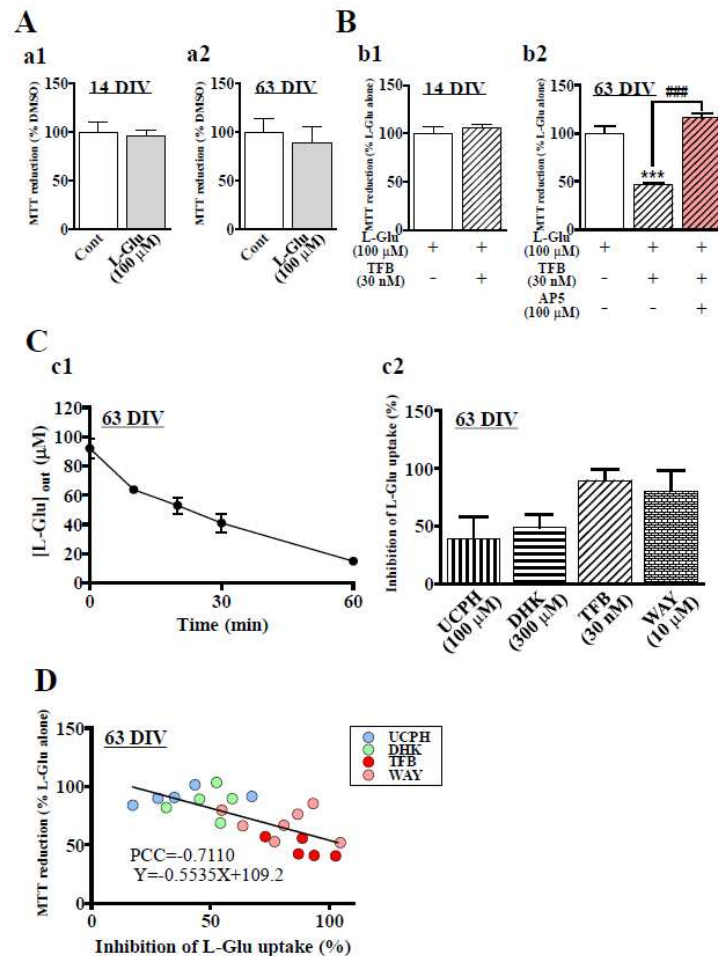 A
a1
14 DIV
MTT reduction (% DMSO)
150
100
50
0
Cont
L-Glu
(100 μM)
a2
63 DIV
MTT reduction (% DMSO)
150
100
50
0
Cont
L-Glu
(100 μM)
B
b1
14 DIV
MTT reduction (% L-Glu alone)
150
100
50
0
L-Glu
(100 μM)
+ +
TFB
(30 nM)
- +
b2
63 DIV
###
***
MTT reduction (% L-Glu alone)
150
100
50
0
L-Glu
(100 μM)
+ + +
TFB
(30 nM)
- + +
AP5
(100 μM)
- - +
C
c1
63 DIV
[L-Glu] out (μM)
120
100
80
60
40
20
0
0 30 60
Time (min)
c2
63 DIV
Inhibition of L-Glu uptake (%)
150
100
50
0
UCPH
(100 μM)
DHK
(300 μM)
TFB
(30 nM)
WAY
(10 μM)
D
63 DIV
MTT reduction (% L-Glu alone)
150
100
50
0
UCPH
DHK
TFB
WAY
PCC=-0.7110
Y=-0.5535X+109.2
0 50 100
Inhibition of L-Glu uptake (%)